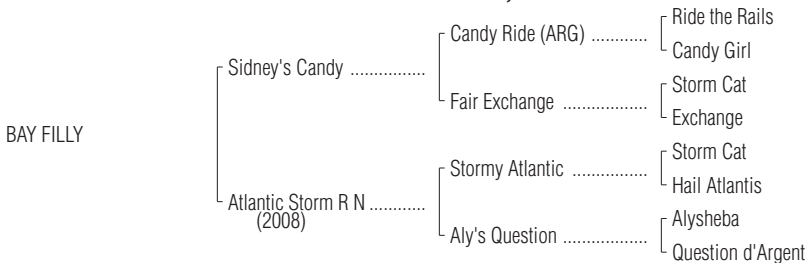 Ride the Rails
Candy Ride (ARG) ............
Candy Girl
Sidney's Candy ................
Storm Cat
Fair Exchange ..................
Exchange
BAY FILLY
Storm Cat
Stormy Atlantic ................
Hail Atlantis
Atlantic Storm R N ............
(2008)
Alysheba
Aly's Question ..................
Question d'Argent